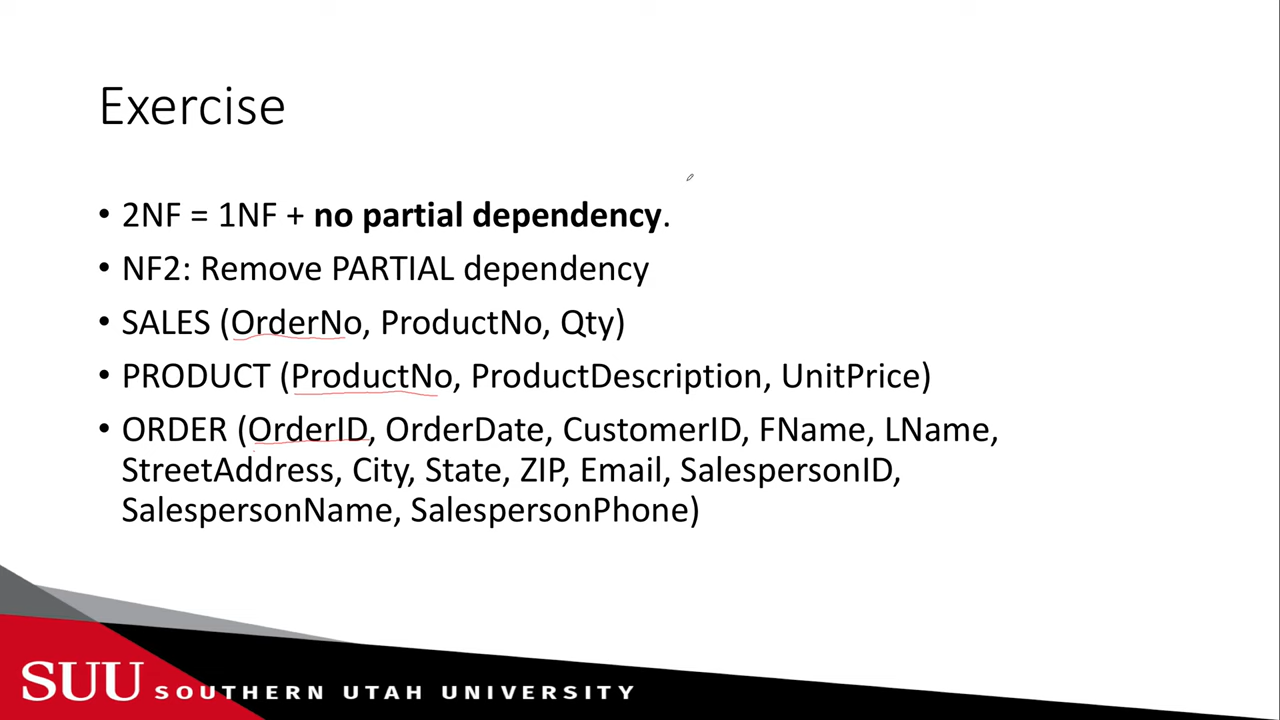 Exercise
• 2NF = 1NF + no partial dependency.
• NF2: Remove PARTIAL dependency
• SALES (OrderNo, ProductNo, Qty)
• PRODUCT (ProductNo, ProductDescription, UnitPrice)
• ORDER (OrderID, OrderDate, CustomerID, FName, LName,
StreetAddress, City, State, ZIP, Email, SalespersonID,
SalespersonName, SalespersonPhone)
SUU SOUTHERN UTAH UNIVERSITY